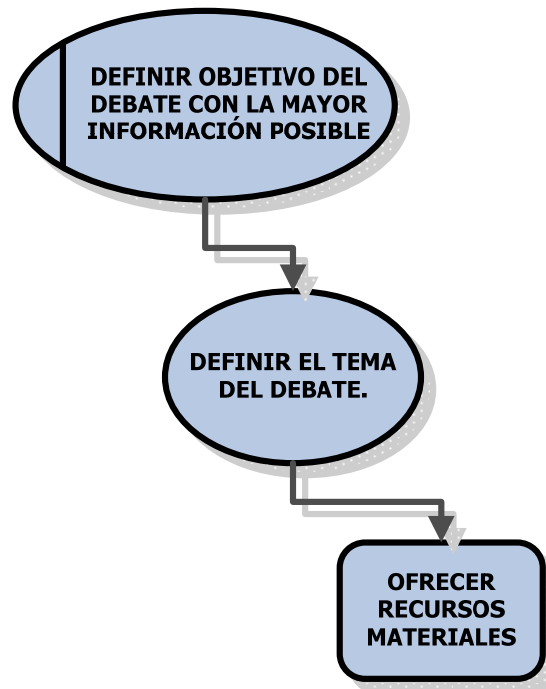 DEFINIR OBJETIVO DEL
DEBATE CON LA MAYOR
INFORMACIÓN POSIBLE
DEFINIR EL TEMA
DEL DEBATE.
OFRECER
RECURSOS
MATERIALES